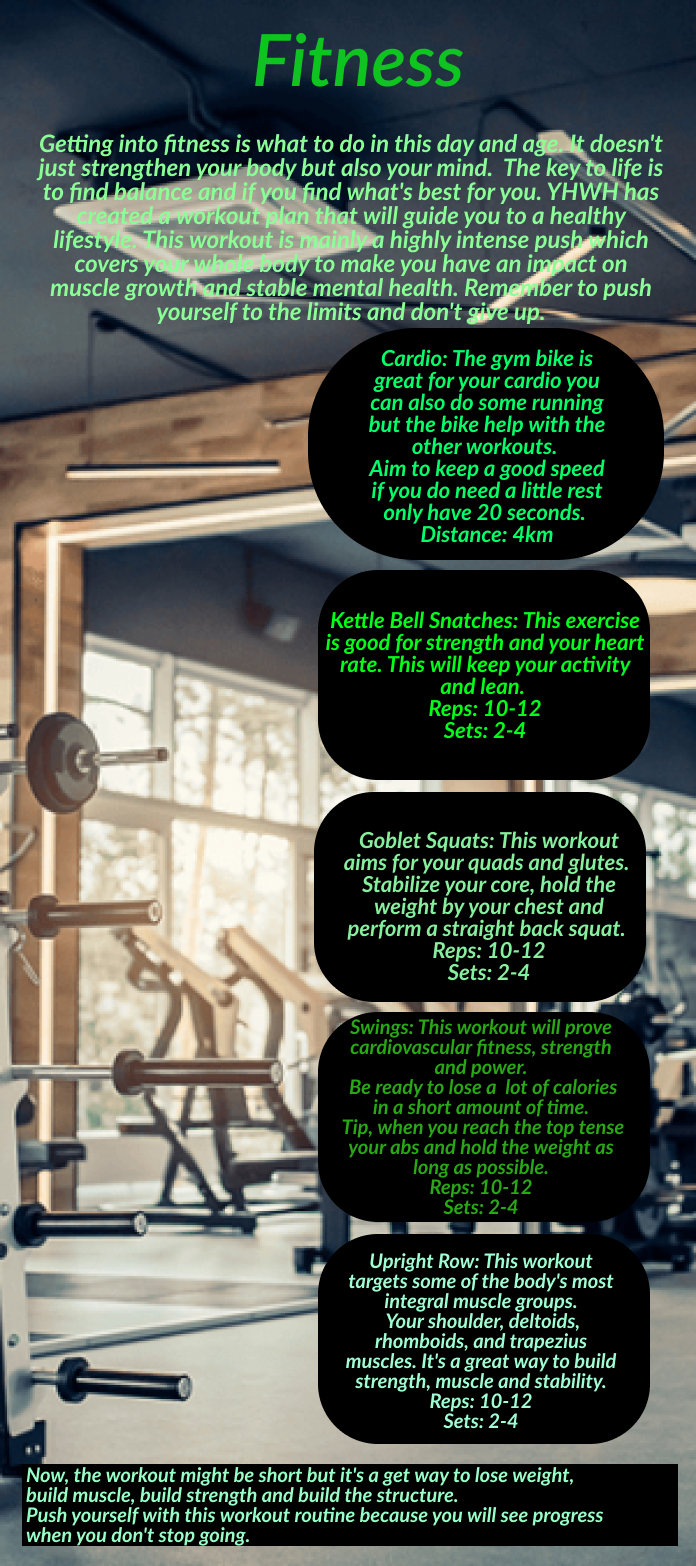 Fitness
Getting into fitness is what to do in this day and age. It doesn't
just strengthen your body but also your mind.  The key to life is
to find balance and if you find what's best for you. YHWH has
created a workout plan that will guide you to a healthy
lifestyle. This workout is mainly a highly intense push which
covers your whole body to make you have an impact on
muscle growth and stable mental health. Remember to push
yourself to the limits and don't give up.
Cardio: The gym bike is
great for your cardio you
can also do some running
but the bike help with the
other workouts.
Aim to keep a good speed
if you do need a little rest
only have 20 seconds.
Distance: 4km
Kettle Bell Snatches: This exercise
is good for strength and your heart
rate. This will keep your activity
and lean.
Reps: 10-12
Sets: 2-4
Goblet Squats: This workout
aims for your quads and glutes.
Stabilize your core, hold the
weight by your chest and
perform a straight back squat.
Reps: 10-12
Sets: 2-4
Swings: This workout will prove
cardiovascular fitness, strength
and power.
Be ready to lose a  lot of calories
in a short amount of time.
Tip, when you reach the top tense
your abs and hold the weight as
long as possible.
Reps: 10-12
Sets: 2-4
Upright Row: This workout
targets some of the body's most
integral muscle groups.
Your shoulder, deltoids,
rhomboids, and trapezius
muscles. It's a great way to build
strength, muscle and stability.
Reps: 10-12
Sets: 2-4
Now, the workout might be short but it's a get way to lose weight,
build muscle, build strength and build the structure.
Push yourself with this workout routine because you will see progress
when you don't stop going.